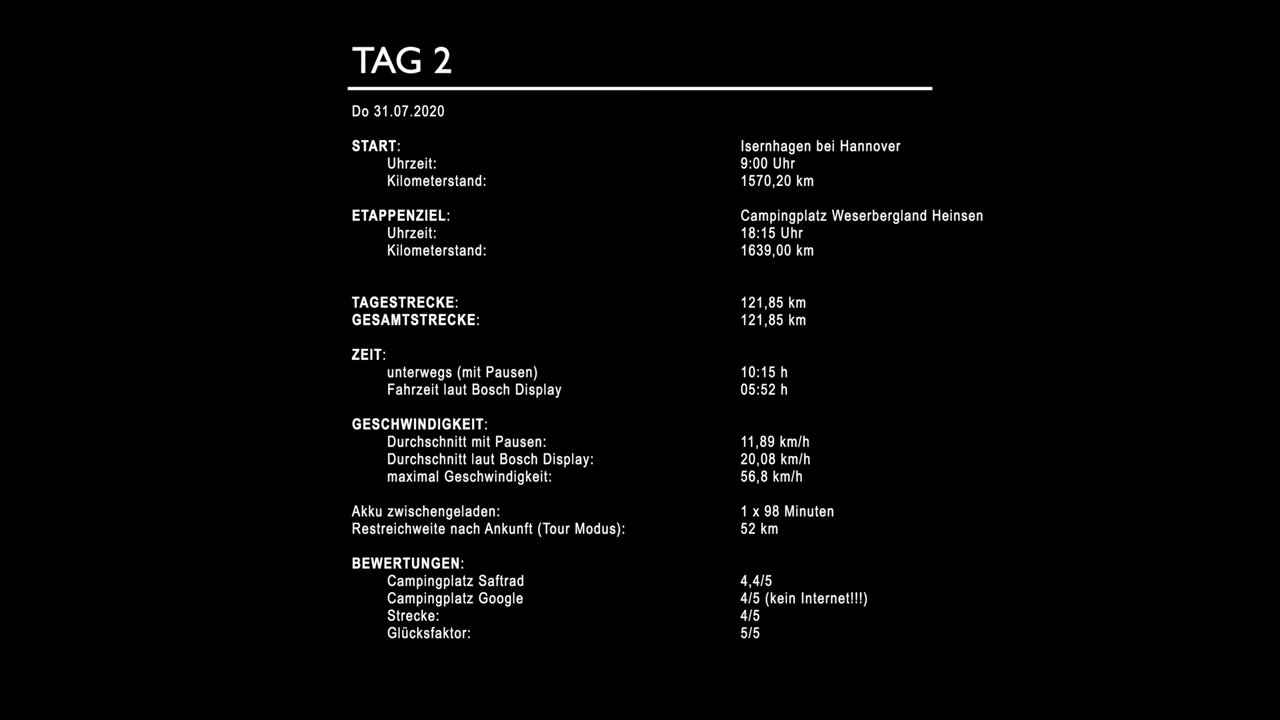 TAG 2
Do 31.07.2020
START: Isernhagen bei Hannover
Uhrzeit: 9:00 Uhr
Kilometerstand: 1570,20 km
ETAPPENZIEL: Campingplatz Weserbergland Heinsen
Uhrzeit: 18:15 Uhr
Kilometerstand: 1639,00 km
TAGESTRECKE: 121,85 km
GESAMTSTRECKE: 121,85 km
ZEIT:
unterwegs (mit Pausen) 10:15 h
Fahrzeit laut Bosch Display 05:52 h
GESCHWINDIGKEIT:
Durchschnitt mit Pausen: 11,89 km/h
Durchschnitt laut Bosch Display: 20,08 km/h
maximal Geschwindigkeit: 56,8 km/h
Akku zwischengeladen: 1 x 98 Minuten
Restreichweite nach Ankunft (Tour Modus): 52 km
BEWERTUNGEN:
Campingplatz Saftrad 4,4/5
Campingplatz Google 4/5 (kein Internet!!!)
Strecke: 4/5
Glücksfaktor: 5/5